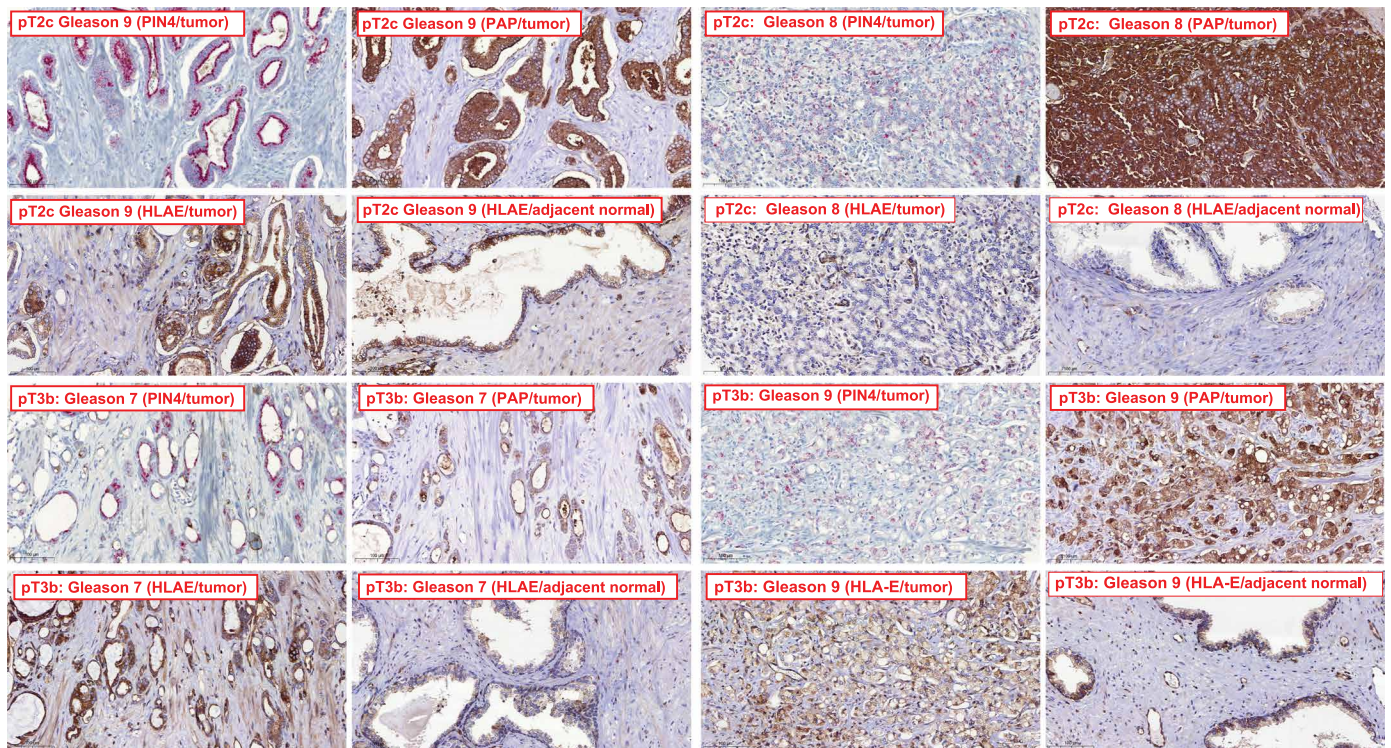 pT2c Gleason 9 (PIN4/tumor)
pT2c Gleason 9 (PAP/tumor)
pT2c: Gleason 8 (PIN4/tumor)
pT2c: Gleason 8 (PAP/tumor)
pT2c Gleason 9 (HLAE/tumor)
pT2c Gleason 9 (HLAE/adjacent normal)
pT2c: Gleason 8 (HLAE/tumor)
pT2c: Gleason 8 (HLAE/adjacent normal)
pT3b: Gleason 7 (PIN4/tumor)
pT3b: Gleason 7 (PAP/tumor)
pT3b: Gleason 9 (PIN4/tumor)
pT3b: Gleason 9 (PAP/tumor)
100 µm
pT3b: Gleason 7 (HLAE/tumor)
pT3b: Gleason 7 (HLAE/adjacent normal)
pT3b: Gleason 9 (HLA-E/tumor)
pT3b: Gleason 9 (HLA-E/adjacent normal)